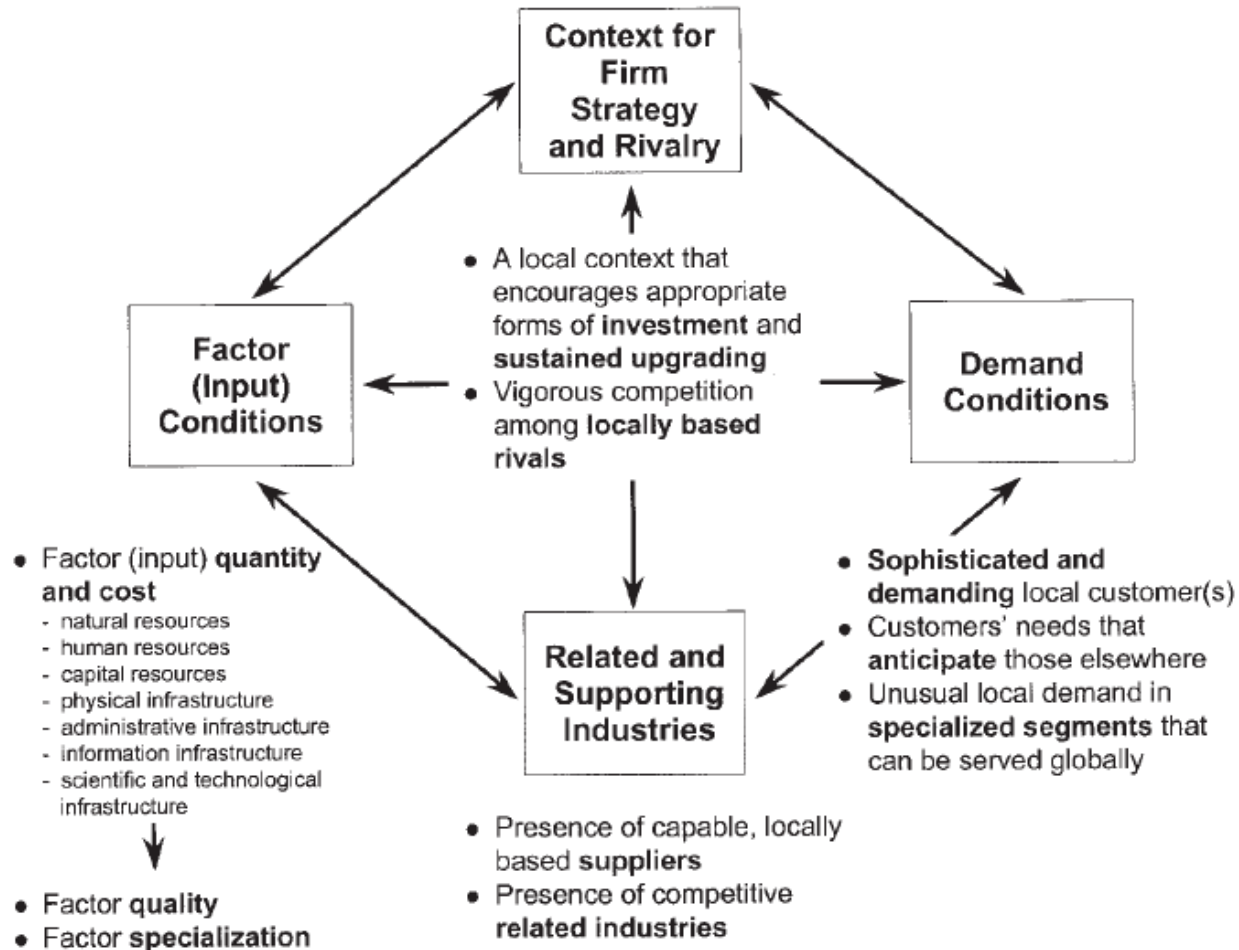 Context for
Firm
Strategy
and Rivalry
● A local context that
encourages appropriate
forms of investment and
sustained upgrading
● Vigorous competition
among locally based
rivals
Factor
(Input)
Conditions
Demand
Conditions
● Factor (input) quantity
and cost
- natural resources
- human resources
- capital resources
- physical infrastructure
- administrative infrastructure
- information infrastructure
- scientific and technological
infrastructure
● Factor quality
● Factor specialization
Related and
Supporting
Industries
● Presence of capable, locally
based suppliers
● Presence of competitive
related industries
● Sophisticated and
demanding local customer(s)
● Customers' needs that
anticipate those elsewhere
● Unusual local demand in
specialized segments that
can be served globally